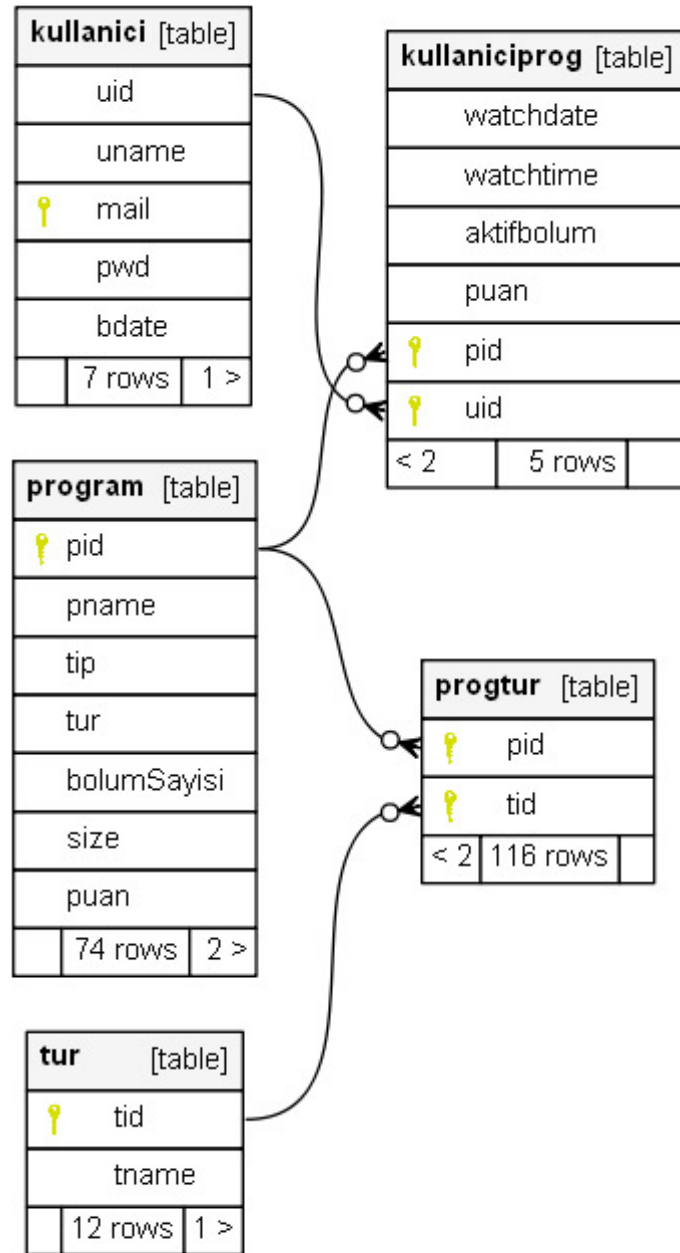 kullanici [table]
uid
uname
mail
pwd
bdate
7 rows 1 >
kullaniciprog [table]
watchdate
watchtime
aktifbolum
puan
pid
uid
< 2 5 rows
program [table]
pid
pname
tip
tur
bolumSayisi
size
puan
74 rows 2 >
progtur [table]
pid
tid
< 2 116 rows
tur [table]
tid
tname
12 rows 1 >